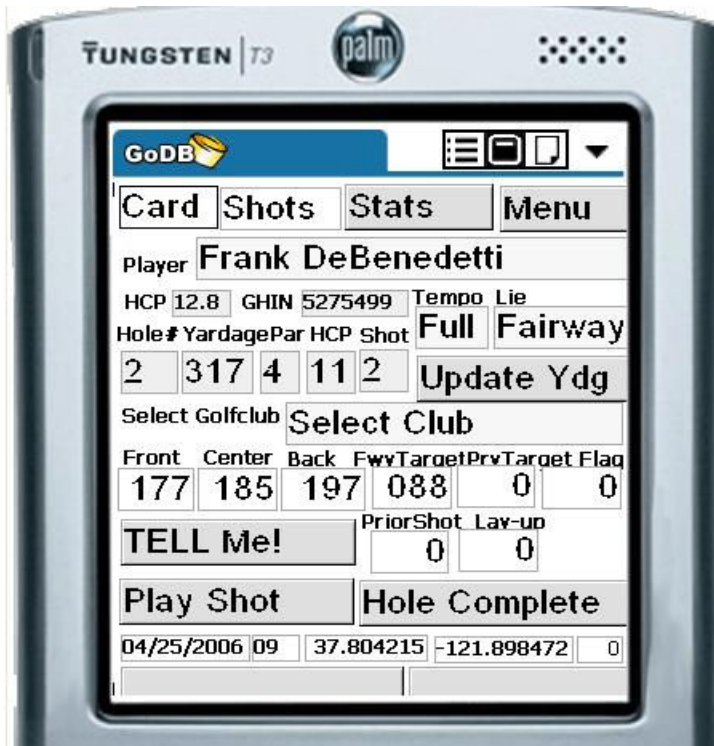 TUNGSTEN T3 palm
GoDB
Card Shots Stats Menu
Player Frank DeBenedetti
HCP 12.8 GHIN 5275499 Tempo Lie
Full Fairway
Hole# Yardage Par HCP Shot
2 317 4 11 2 Update Ydg
Select Golfclub Select Club
Front Center Back FwyTarget PrvTarget Flag
177 185 197 088 0 0
PriorShot Lay-up
TELL Me! 0 0
Play Shot Hole Complete
04/25/2006 09 37.804215 -121.898472 0